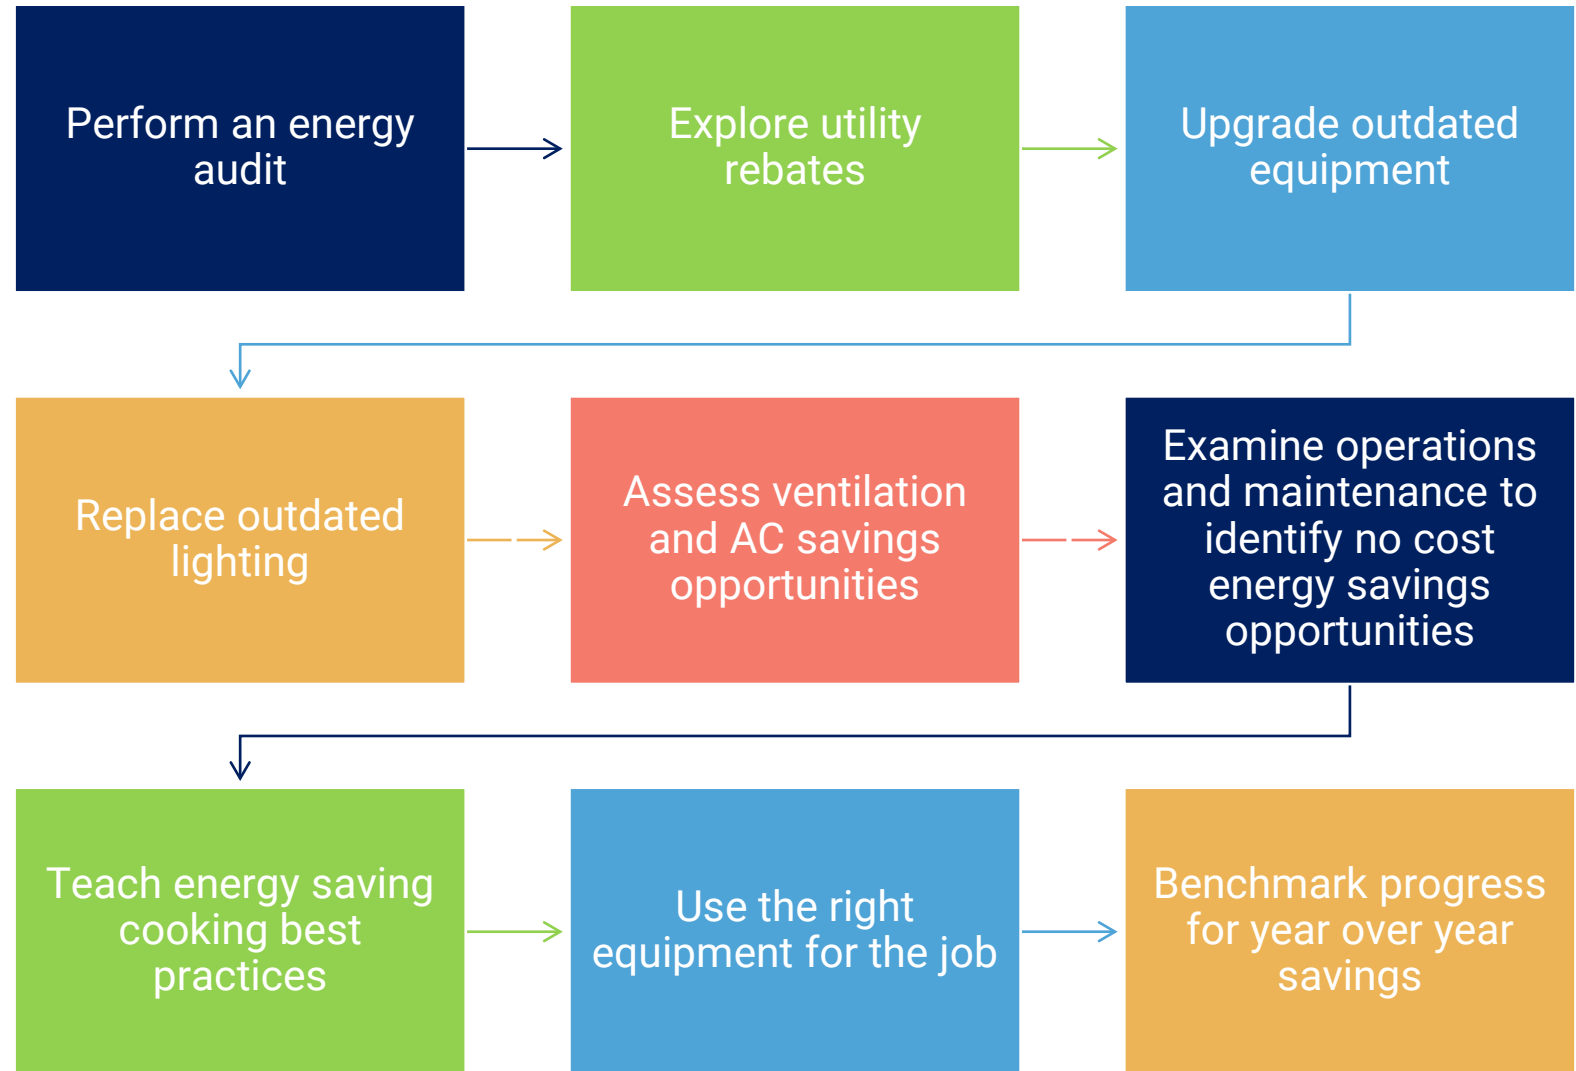 Perform an energy
audit
Explore utility
rebates
Upgrade outdated
equipment
Replace outdated
lighting
Assess ventilation
and AC savings
opportunities
Examine operations
and maintenance to
identify no cost
energy savings
opportunities
Teach energy saving
cooking best
practices
Use the right
equipment for the job
Benchmark progress
for year over year
savings